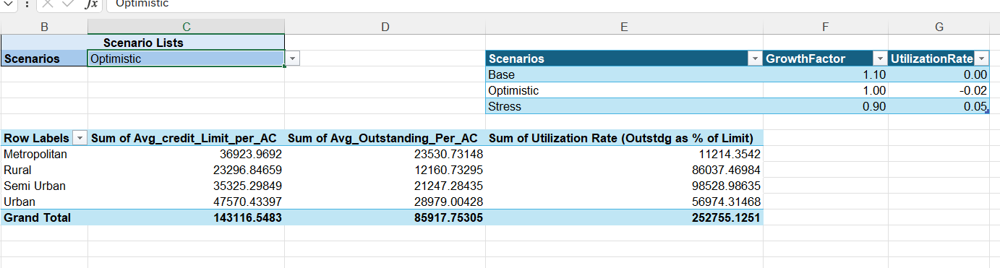 fx Optimistic
B C D E F G
Scenario Lists
Scenarios Optimistic Scenarios GrowthFactor UtilizationRate
Base 1.10 0.00
Optimistic 1.00 -0.02
Stress 0.90 0.05
Row Labels Sum of Avg_credit_Limit_per_AC Sum of Avg_Outstanding_Per_AC Sum of Utilization Rate (Outstdg as % of Limit)
Metropolitan 36923.9692 23530.73148 11214.3542
Rural 23296.84659 12160.73295 86037.46984
Semi Urban 35325.29849 21247.28435 98528.98635
Urban 47570.43397 28979.00428 56974.31468
Grand Total 143116.5483 85917.75305 252755.1251